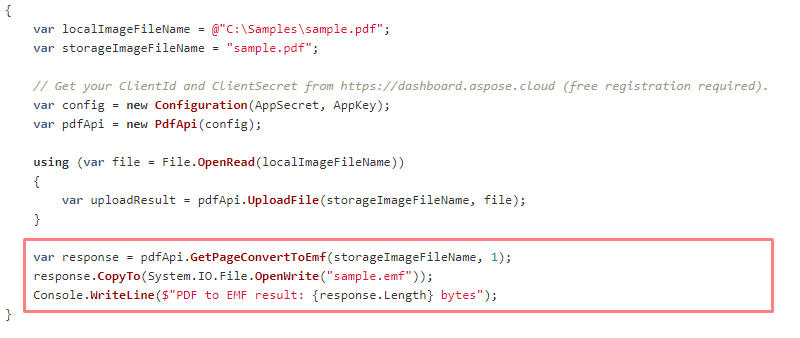 {
    var localImageFileName = @"C:\Samples\sample.pdf";
    var storageImageFileName = "sample.pdf";

    // Get your ClientId and ClientSecret from https://dashboard.aspose.cloud (free registration required).
    var config = new Configuration(AppSecret, AppKey);
    var pdfApi = new PdfApi(config);

    using (var file = File.OpenRead(localImageFileName))
    {
        var uploadResult = pdfApi.UploadFile(storageImageFileName, file);
    }

    var response = pdfApi.GetPageConvertToEmf(storageImageFileName, 1);
    response.CopyTo(System.IO.File.OpenWrite("sample.emf"));
    Console.WriteLine($"PDF to EMF result: {response.Length} bytes");
}